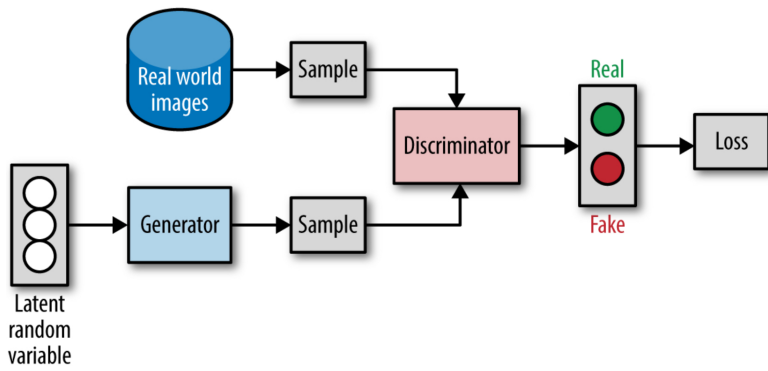 Real world
images
Sample
Real
Discriminator
Loss
Generator
Sample
Fake
Latent
random
variable